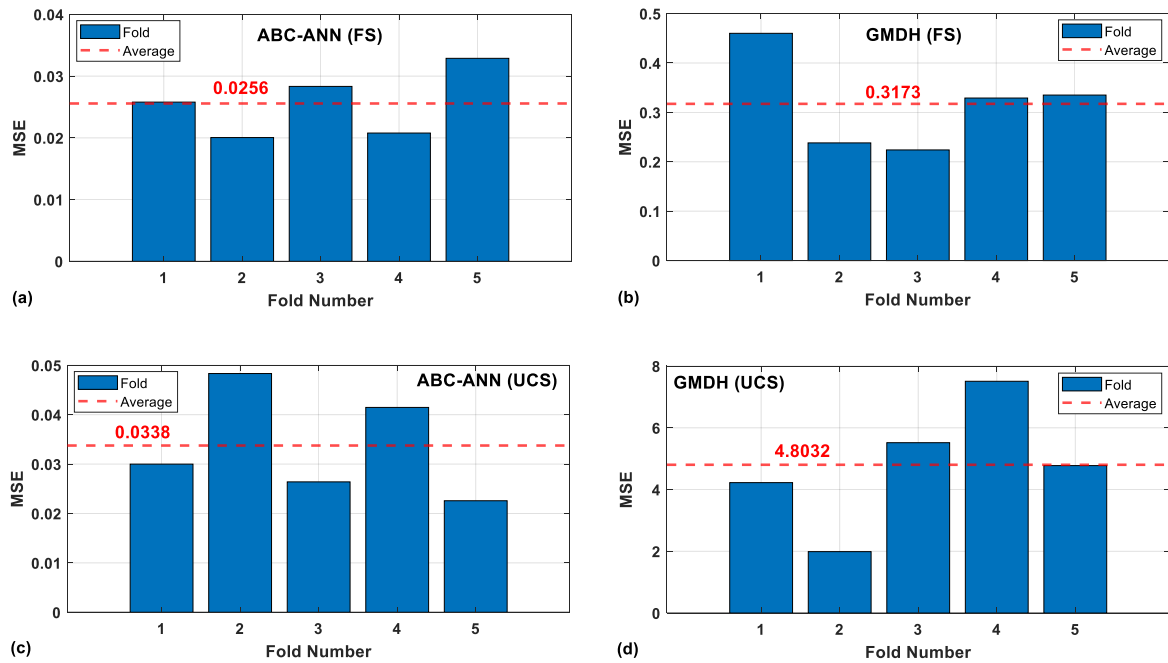 0.04
0.03
0.02
0.01
0
MSE
Fold
Average
ABC-ANN (FS)
0.0256
1 2 3 4 5
Fold Number
(a)
0.5
0.4
0.3
0.2
0.1
0
MSE
GMDH (FS)
Fold
Average
0.3173
1 2 3 4 5
Fold Number
(b)
0.05
0.04
0.03
0.02
0.01
0
MSE
Fold
Average
ABC-ANN (UCS)
0.0338
1 2 3 4 5
Fold Number
(c)
8
6
4
2
0
MSE
GMDH (UCS)
Fold
Average
4.8032
1 2 3 4 5
Fold Number
(d)